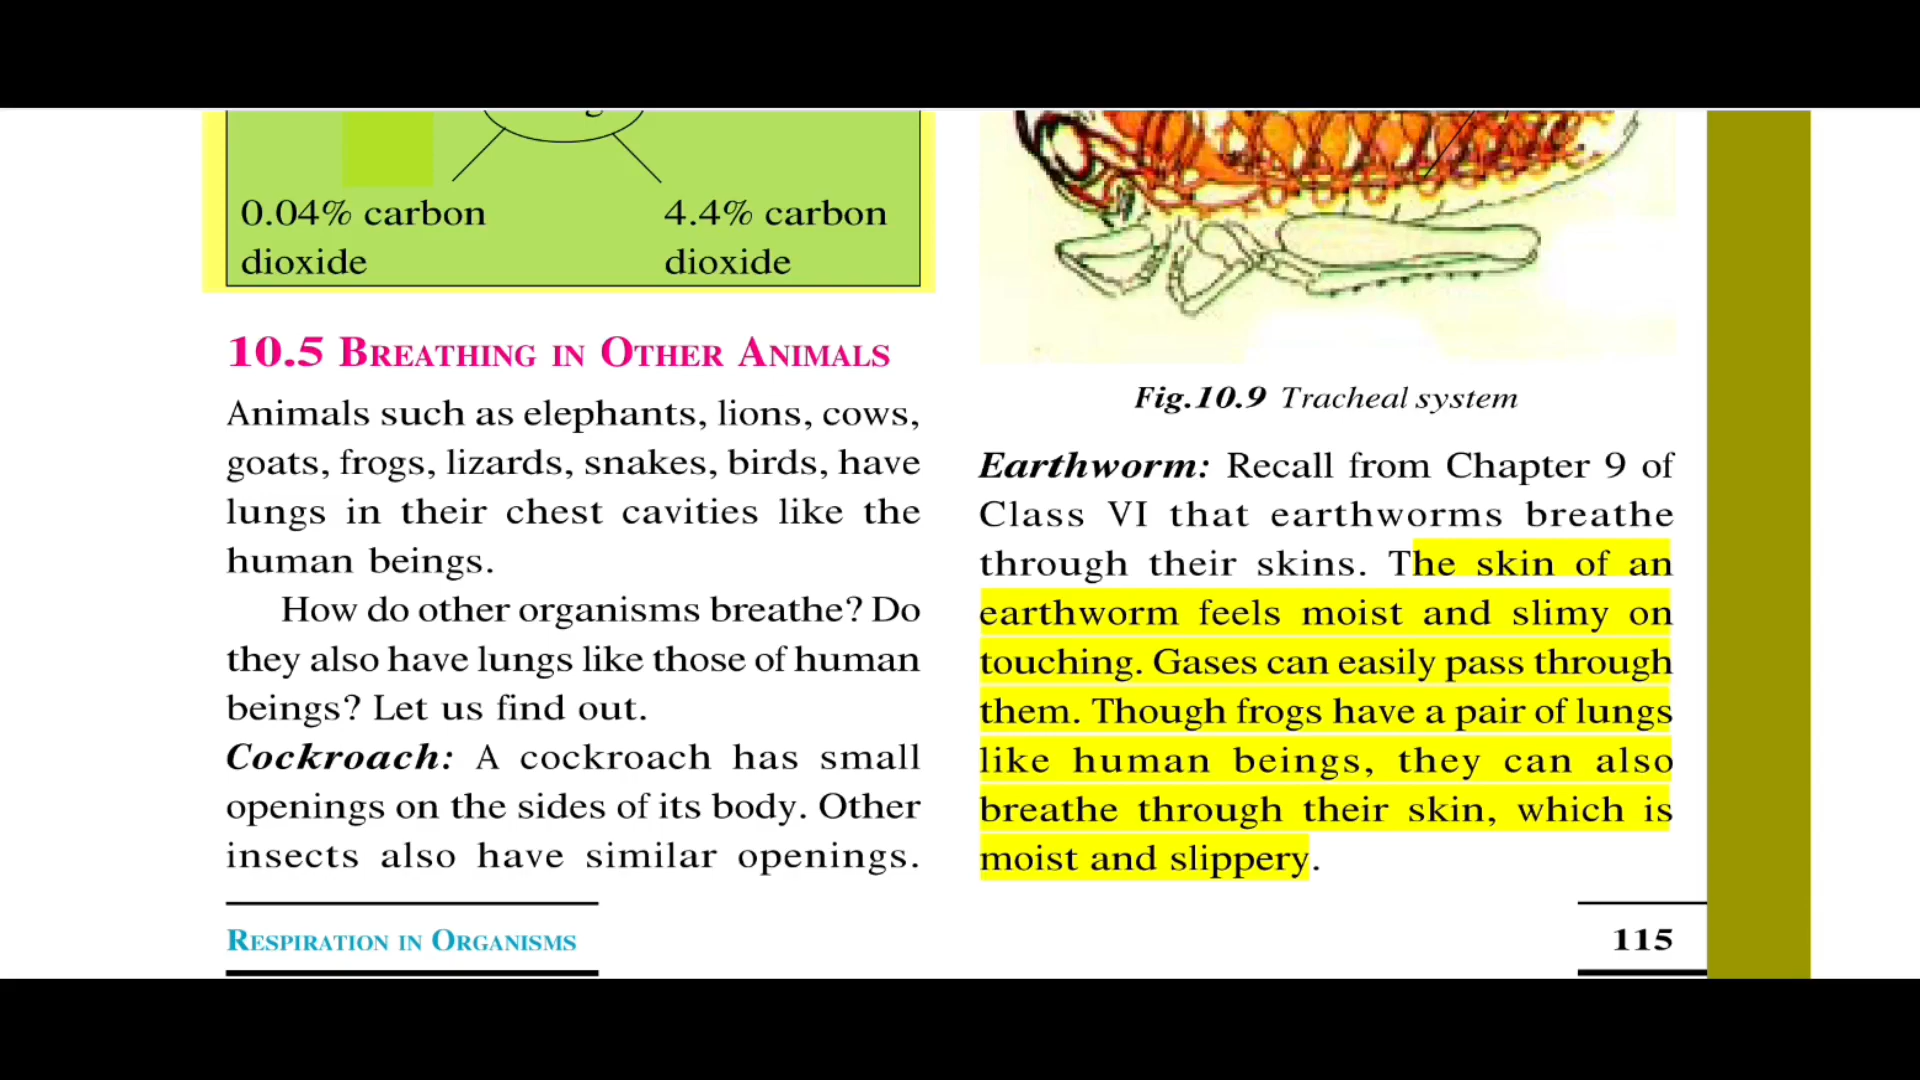 0.04% carbon
dioxide
4.4% carbon
dioxide
10.5 BREATHING IN OTHER ANIMALS
Animals such as elephants, lions, cows,
goats, frogs, lizards, snakes, birds, have
lungs in their chest cavities like the
human beings.
How do other organisms breathe? Do
they also have lungs like those of human
beings? Let us find out.
Cockroach: A cockroach has small
openings on the sides of its body. Other
insects also have similar openings.
RESPIRATION IN ORGANISMS
Fig.10.9 Tracheal system
Earthworm: Recall from Chapter 9 of
Class VI that earthworms breathe
through their skins. The skin of an
earthworm feels moist and slimy on
touching. Gases can easily pass through
them. Though frogs have a pair of lungs
like human beings, they can also
breathe through their skin, which is
moist and slippery.
115